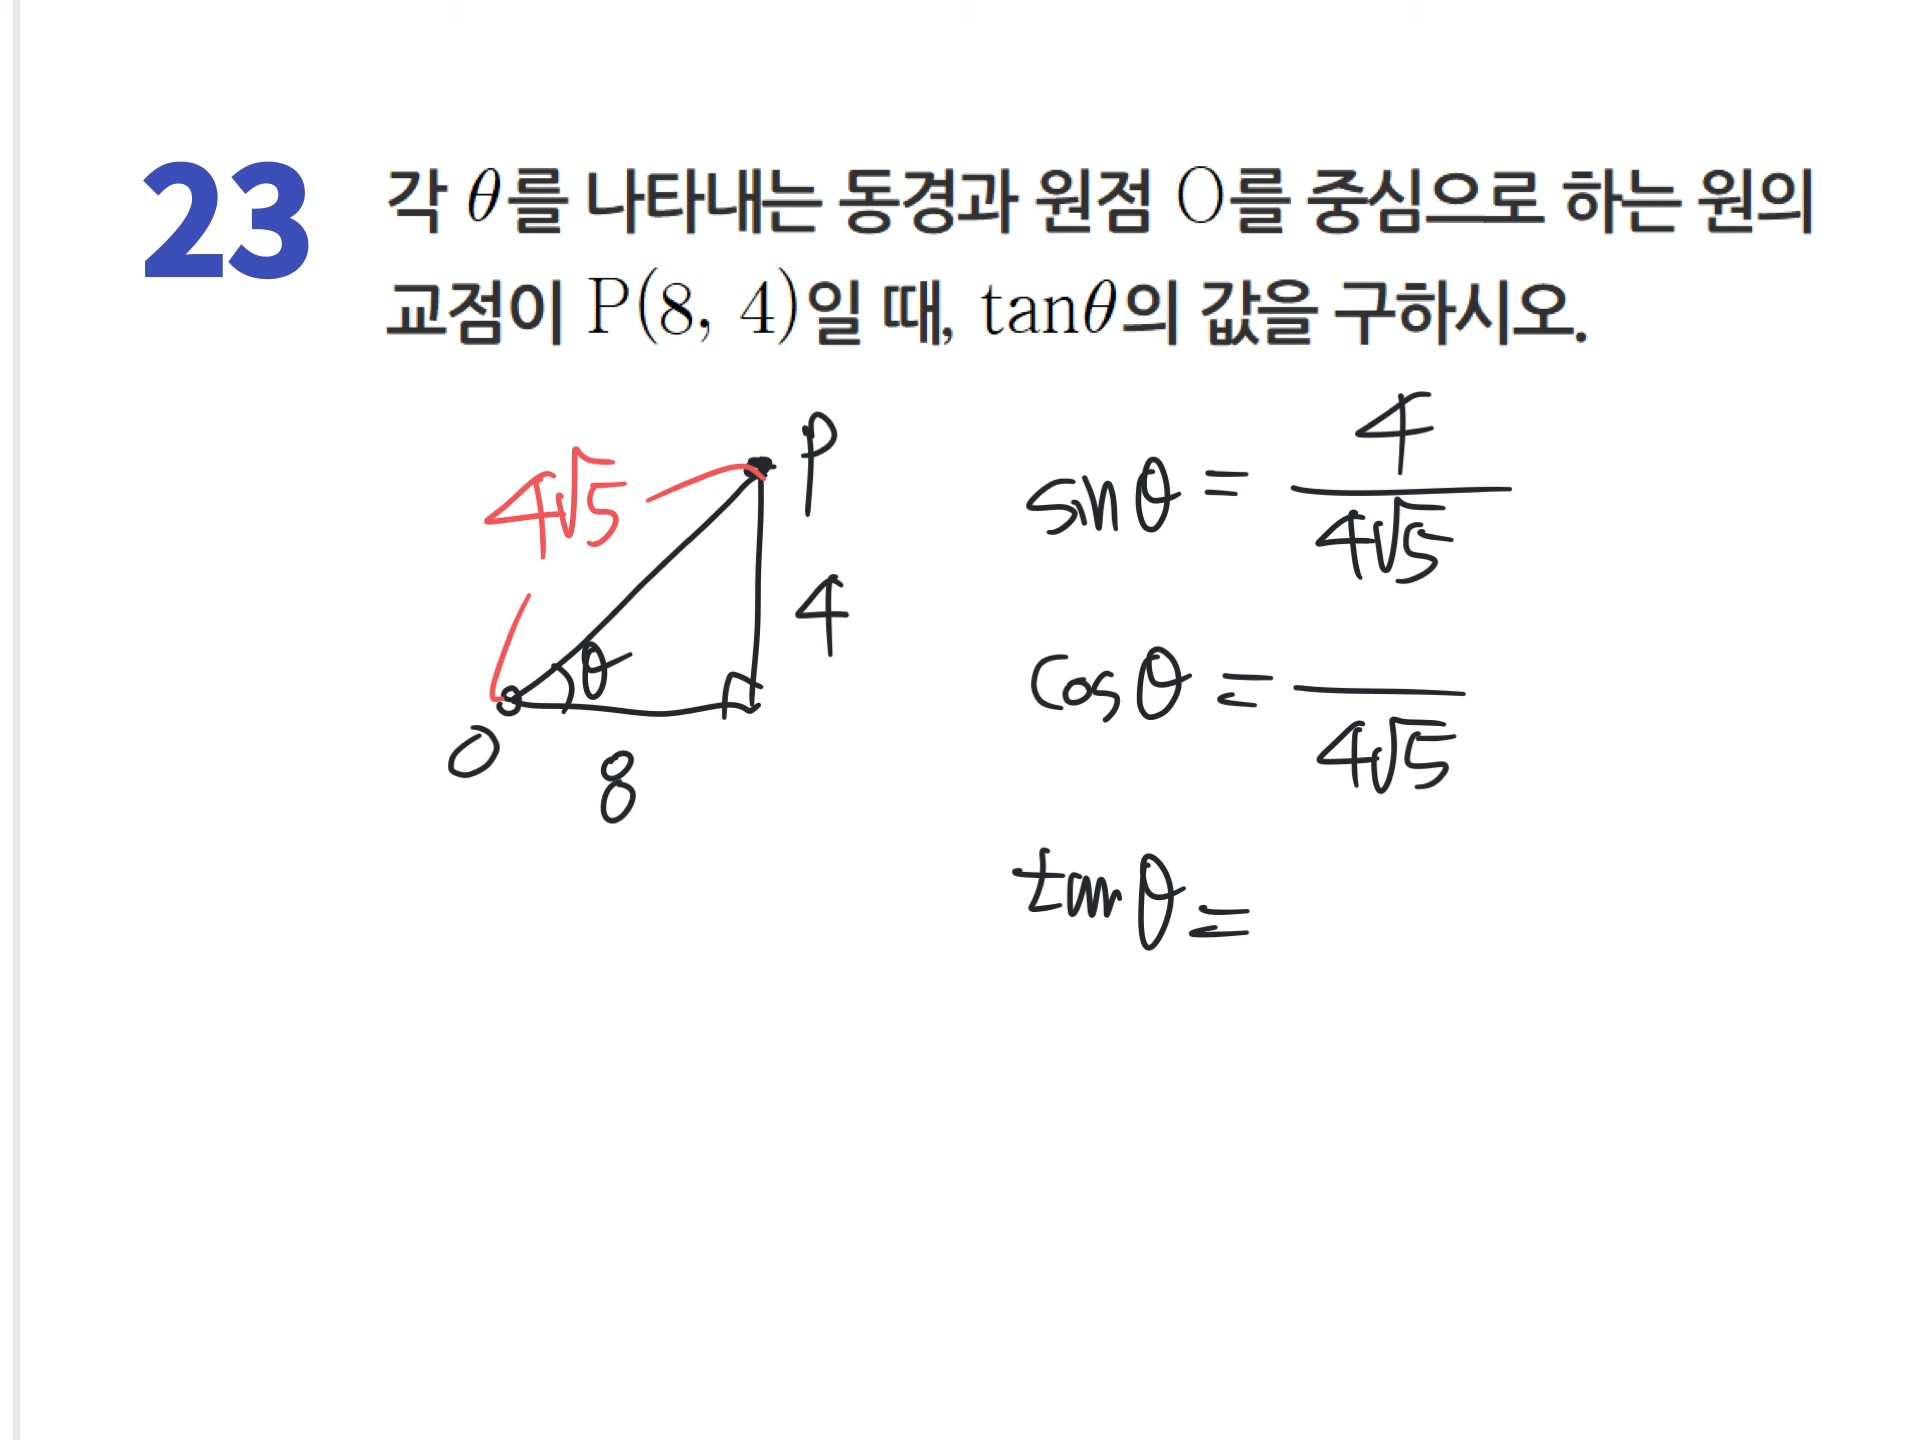 23 각 θ를 나타내는 동경과 원점 O를 중심으로 하는 원의
교점이 P(8, 4)일 때, tanθ의 값을 구하시오.
4√5
P
4
θ
O
8
sinθ = 4/4√5
cosθ = /4√5
tanθ =